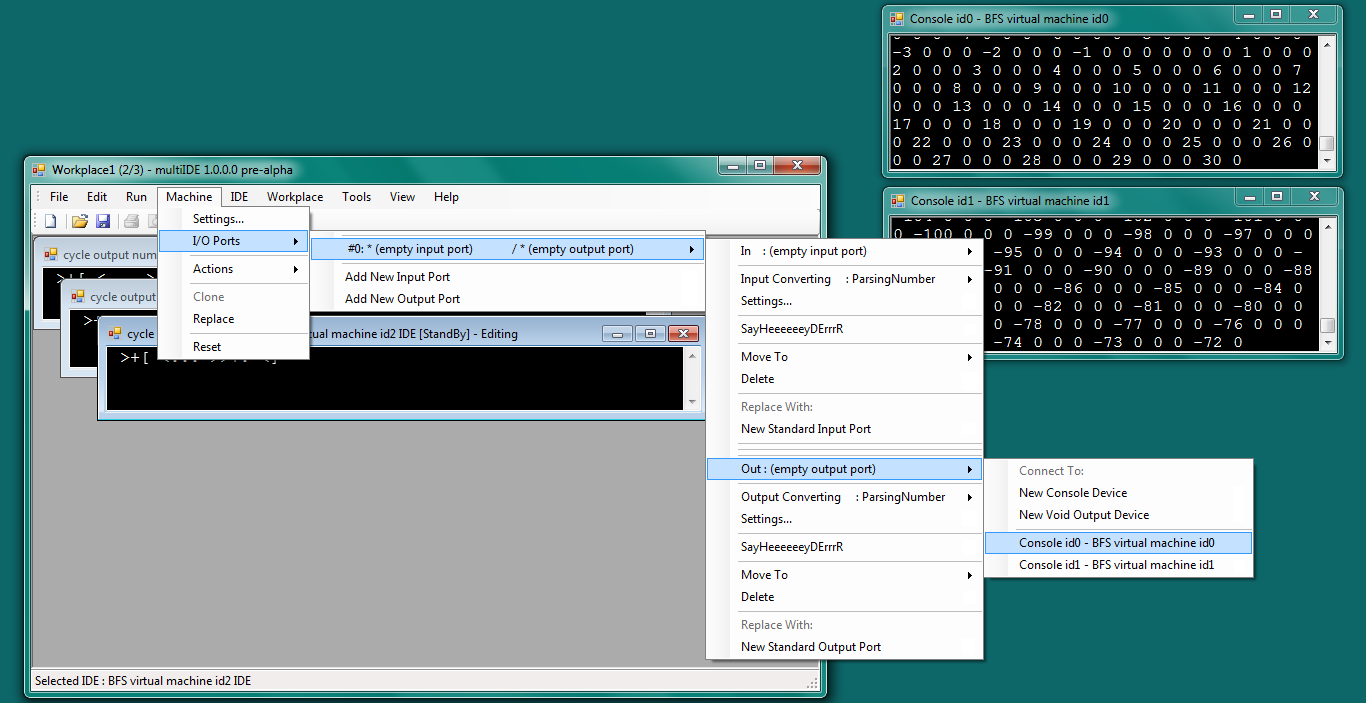 Console id0 - BFS virtual machine id0
-3 0 0 0 -2 0 0 0 -1 0 0 0 0 0 0 0 1 0 0 0
2 0 0 0 3 0 0 0 4 0 0 0 5 0 0 0 6 0 0 0 7
0 0 0 8 0 0 0 9 0 0 0 10 0 0 0 11 0 0 0 12
0 0 0 13 0 0 0 14 0 0 0 15 0 0 0 16 0 0 0
17 0 0 0 18 0 0 0 19 0 0 0 20 0 0 0 21 0 0
0 22 0 0 0 23 0 0 0 24 0 0 0 25 0 0 0 26 0
0 0 27 0 0 0 28 0 0 0 29 0 0 0 30 0
Console id1 - BFS virtual machine id1
0 -100 0 0 0 -99 0 0 0 -98 0 0 0 -97 0 0 0
-95 0 0 0 -94 0 0 0 -93 0 0 0 -
-91 0 0 0 -90 0 0 0 -89 0 0 0 -88
0 0 0 -86 0 0 0 -85 0 0 0 -84 0
0 0 -82 0 0 0 -81 0 0 0 -80 0 0
-78 0 0 0 -77 0 0 0 -76 0 0 0
-74 0 0 0 -73 0 0 0 -72 0
Workplace1 (2/3) - multiIDE 1.0.0.0 pre-alpha
File Edit Run Machine IDE Workplace Tools View Help
Settings...
I/O Ports
Actions
Clone
Replace
Reset
#0: * (empty input port) / * (empty output port)
Add New Input Port
Add New Output Port
In : (empty input port)
Input Converting : ParsingNumber
Settings...
SayHeeeeeeyDErrrR
Move To
Delete
Replace With:
New Standard Input Port
Out : (empty output port)
Output Converting : ParsingNumber
Settings...
SayHeeeeeeyDErrrR
Move To
Delete
Replace With:
New Standard Output Port
Connect To:
New Console Device
New Void Output Device
Console id0 - BFS virtual machine id0
Console id1 - BFS virtual machine id1
cycle output num
cycle output
cycle
tual machine id2 IDE [StandBy] - Editing
>+[
Selected IDE : BFS virtual machine id2 IDE